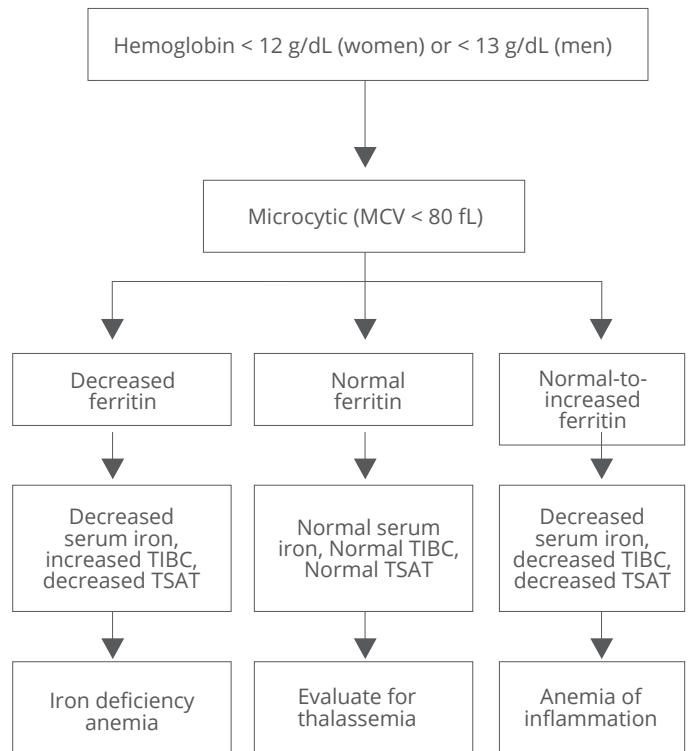 Hemoglobin < 12 g/dL (women) or < 13 g/dL (men)
Microcytic (MCV < 80 fL)
Decreased
ferritin
Normal
ferritin
Normal-to-
increased
ferritin
Decreased
serum iron,
increased TIBC,
decreased TSAT
Normal serum
iron, Normal TIBC,
Normal TSAT
Decreased
serum iron,
decreased TIBC,
decreased TSAT
Iron deficiency
anemia
Evaluate for
thalassemia
Anemia of
inflammation